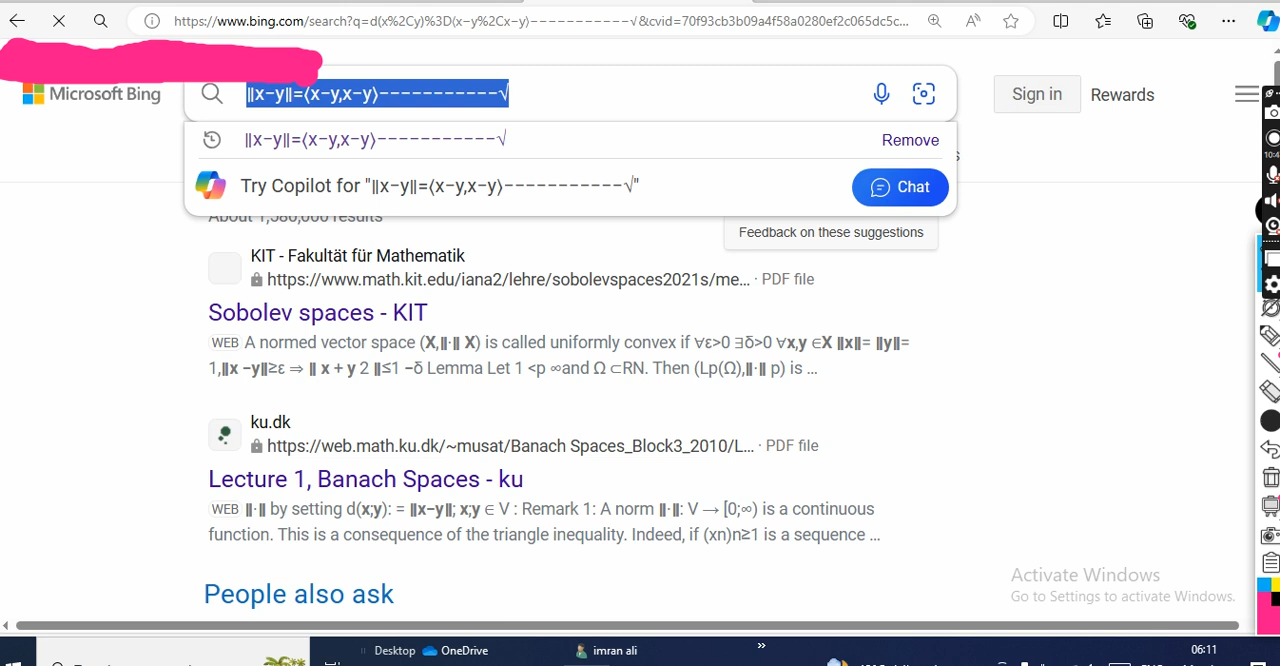 https://www.bing.com/search?q=d(x%2Cy)%3D(x−y%2Cx−y)−−−−−−−−−−−√&cvid=70f93cb3b09a4f58a0280ef2c065dc5c...
Microsoft Bing
‖x−y‖=⟨x−y,x−y⟩−−−−−−−−−−−√
Sign in
Rewards
‖x−y‖=⟨x−y,x−y⟩−−−−−−−−−−−√
Remove
Try Copilot for "‖x−y‖=⟨x−y,x−y⟩−−−−−−−−−−−√"
Chat
About 1,580,000 results
Feedback on these suggestions
KIT - Fakultät für Mathematik
https://www.math.kit.edu/iana2/lehre/sobolevspaces2021s/me... · PDF file
Sobolev spaces - KIT
WEB A normed vector space (X,‖·‖ X) is called uniformly convex if ∀ε>0 ∃δ>0 ∀x,y ∈X ‖x‖= ‖y‖=
1,‖x −y‖≥ε ⇒ ‖ x + y 2 ‖≤1 −δ Lemma Let 1 <p ∞and Ω ⊂RN. Then (Lp(Ω),‖·‖ p) is ...
ku.dk
https://web.math.ku.dk/~musat/Banach Spaces_Block3_2010/L... · PDF file
Lecture 1, Banach Spaces - ku
WEB ‖·‖ by setting d(x;y): = ‖x−y‖; x;y ∈ V : Remark 1: A norm ‖·‖: V → [0;∞) is a continuous
function. This is a consequence of the triangle inequality. Indeed, if (xn)n≥1 is a sequence ...
People also ask
Activate Windows
Go to Settings to activate Windows.
Desktop
OneDrive
imran ali
»
06:11